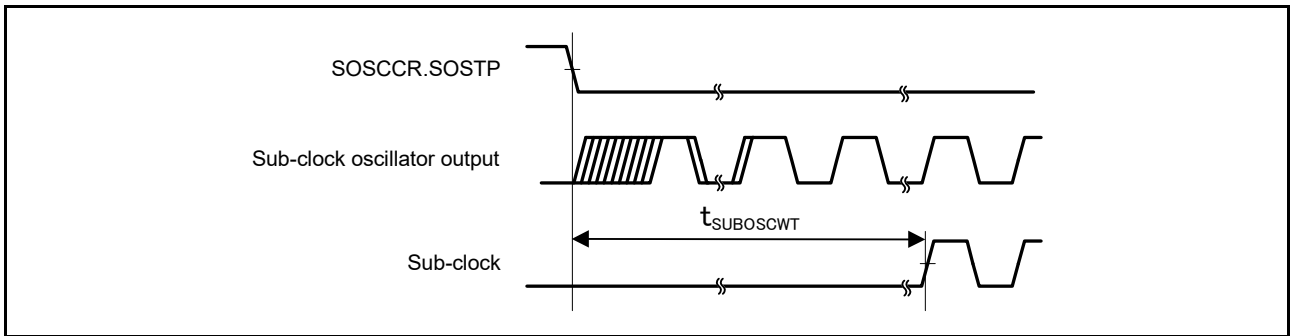 SOSCCR.SOSTP
Sub-clock oscillator output
tSUBOSCWT
Sub-clock